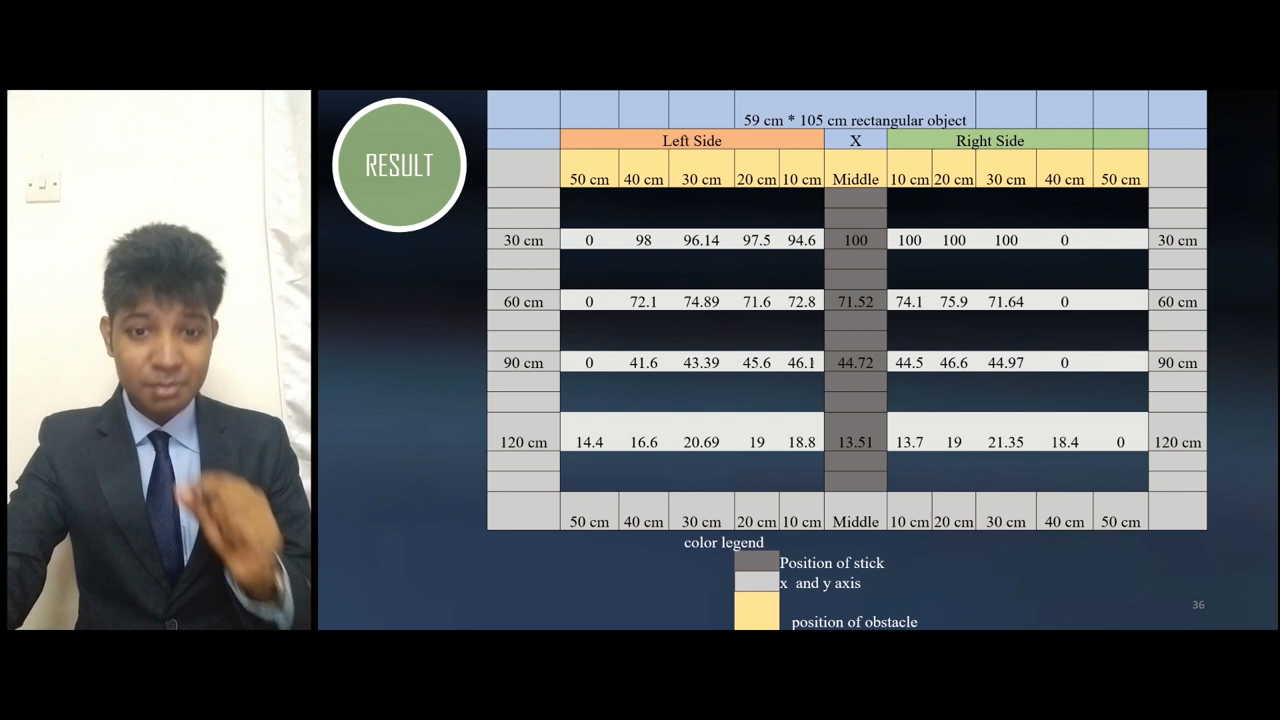 RESULT
59 cm * 105 cm rectangular object
Left Side X Right Side
50 cm 40 cm 30 cm 20 cm 10 cm Middle 10 cm 20 cm 30 cm 40 cm 50 cm
30 cm 0 98 96.14 97.5 94.6 100 100 100 100 0 30 cm
60 cm 0 72.1 74.89 71.6 72.8 71.52 74.1 75.9 71.64 0 60 cm
90 cm 0 41.6 43.39 45.6 46.1 44.72 44.5 46.6 44.97 0 90 cm
120 cm 14.4 16.6 20.69 19 18.8 13.51 13.7 19 21.35 18.4 0 120 cm
50 cm 40 cm 30 cm 20 cm 10 cm Middle 10 cm 20 cm 30 cm 40 cm 50 cm
color legend
Position of stick
x and y axis
position of obstacle
36